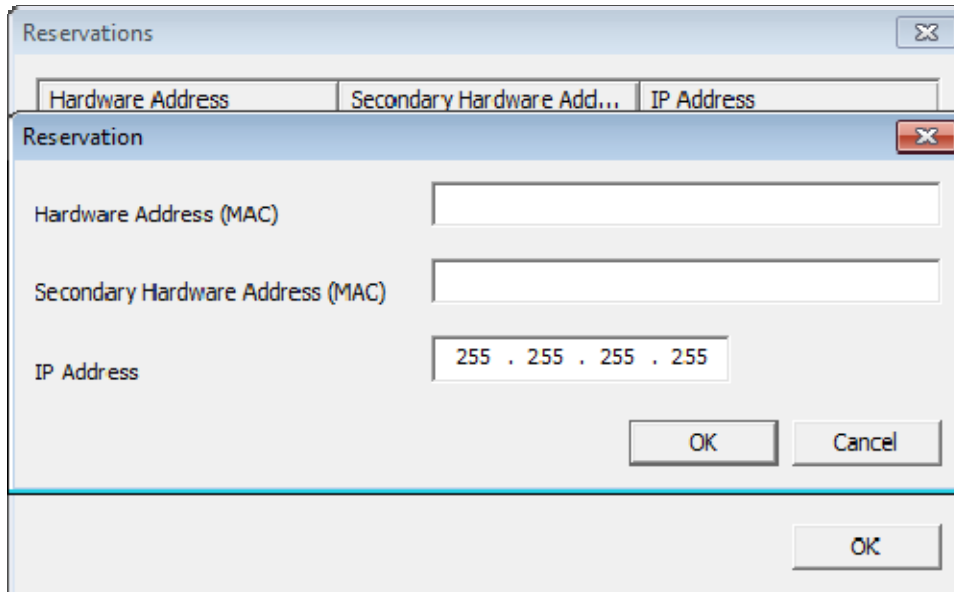 Reservations
Hardware Address Secondary Hardware Add... IP Address
Reservation
Hardware Address (MAC)
Secondary Hardware Address (MAC)
IP Address 255 . 255 . 255 . 255
OK Cancel
OK